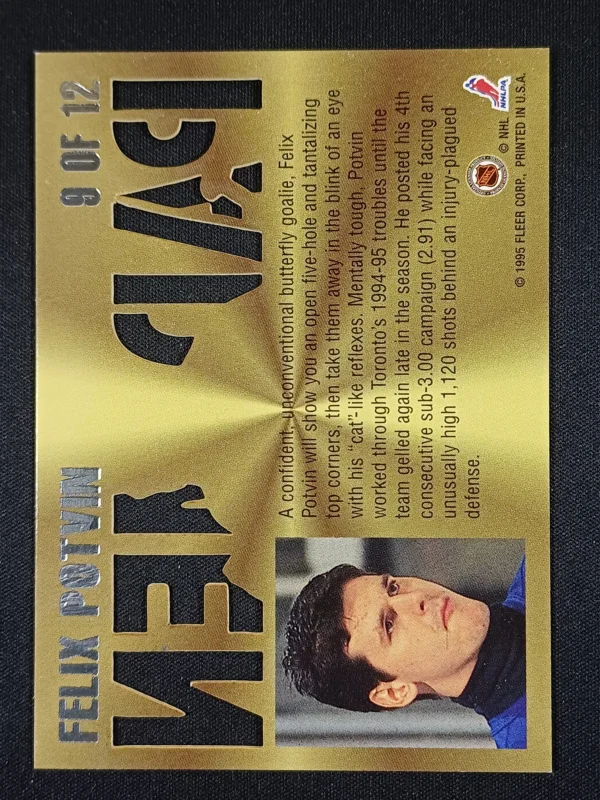 FELIX POTVIN 9 OF 12
A confident, unconventional butterfly goalie, Felix
Potvin will show you an open five-hole and tantalizing
top corners, then take them away in the blink of an eye
with his "cat"-like reflexes. Mentally tough, Potvin
worked through Toronto's 1994-95 troubles until the
team gelled again late in the season. He posted his 4th
consecutive sub-3.00 campaign (2.91) while facing an
unusually high 1,120 shots behind an injury-plagued
defense.
© NHL NHLPA
© 1995 FLEER CORP., PRINTED IN U.S.A.